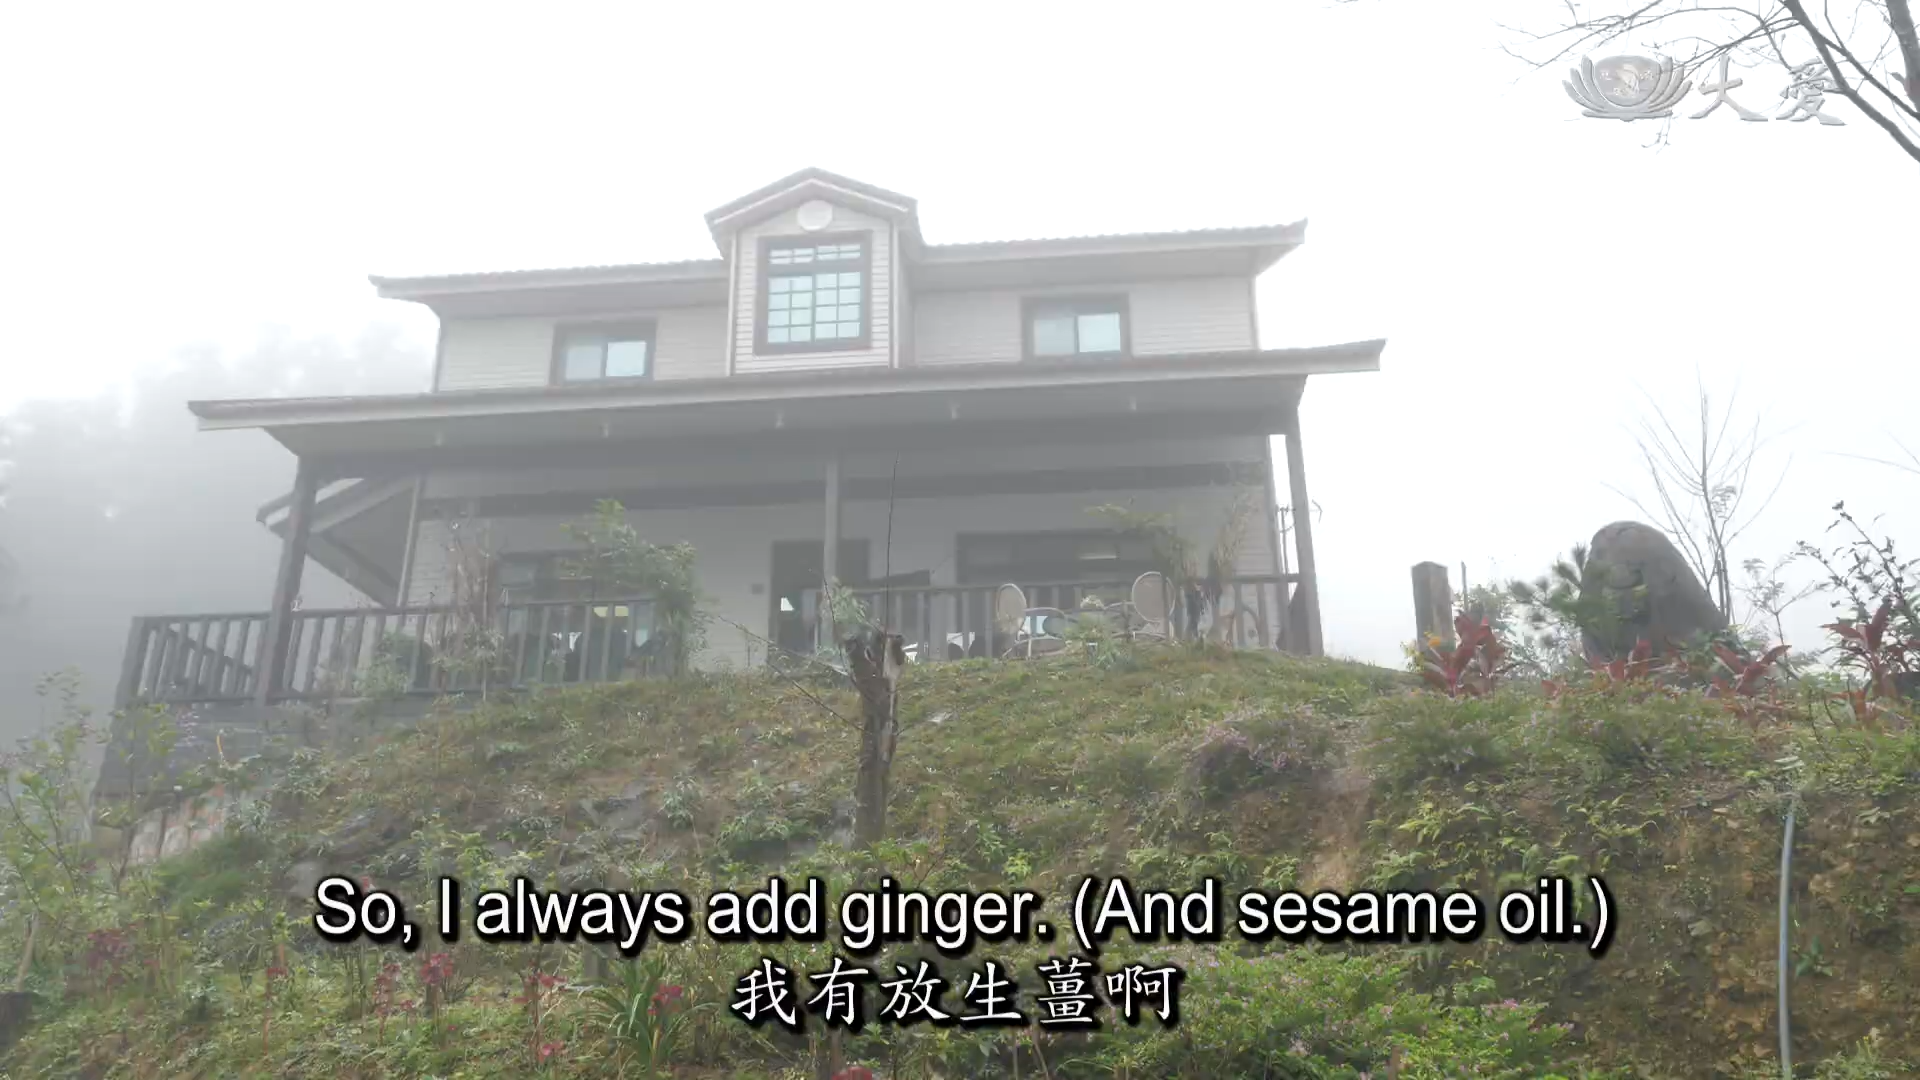 大愛
So, I always add ginger. (And sesame oil.)
我有放生薑啊